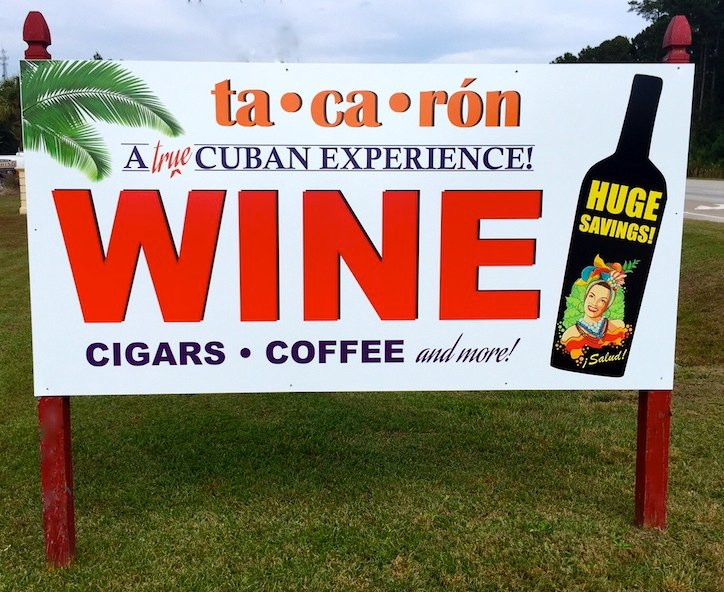 ta•ca•rón
A true CUBAN EXPERIENCE!
WINE
CIGARS • COFFEE and more!
HUGE
SAVINGS!
¡Salud!